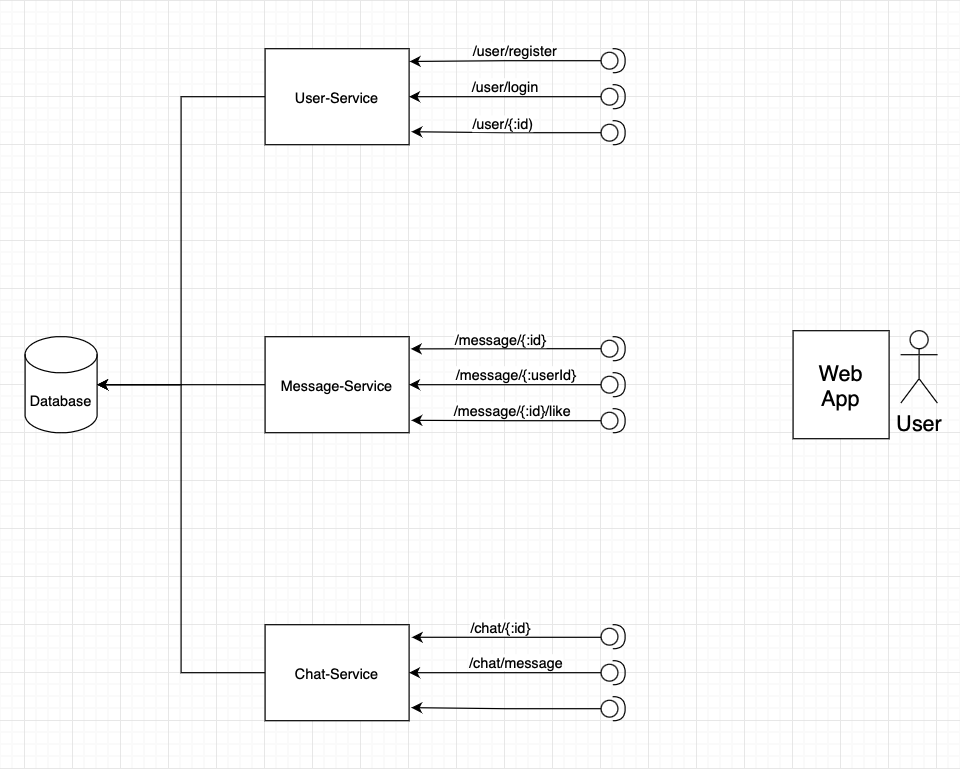 /user/register
/user/login
User-Service
/user/{:id)
/message/{:id}
/message/{:userId}
Message-Service
/message/{:id}/like
Database
Web
App
User
/chat/{:id}
/chat/message
Chat-Service